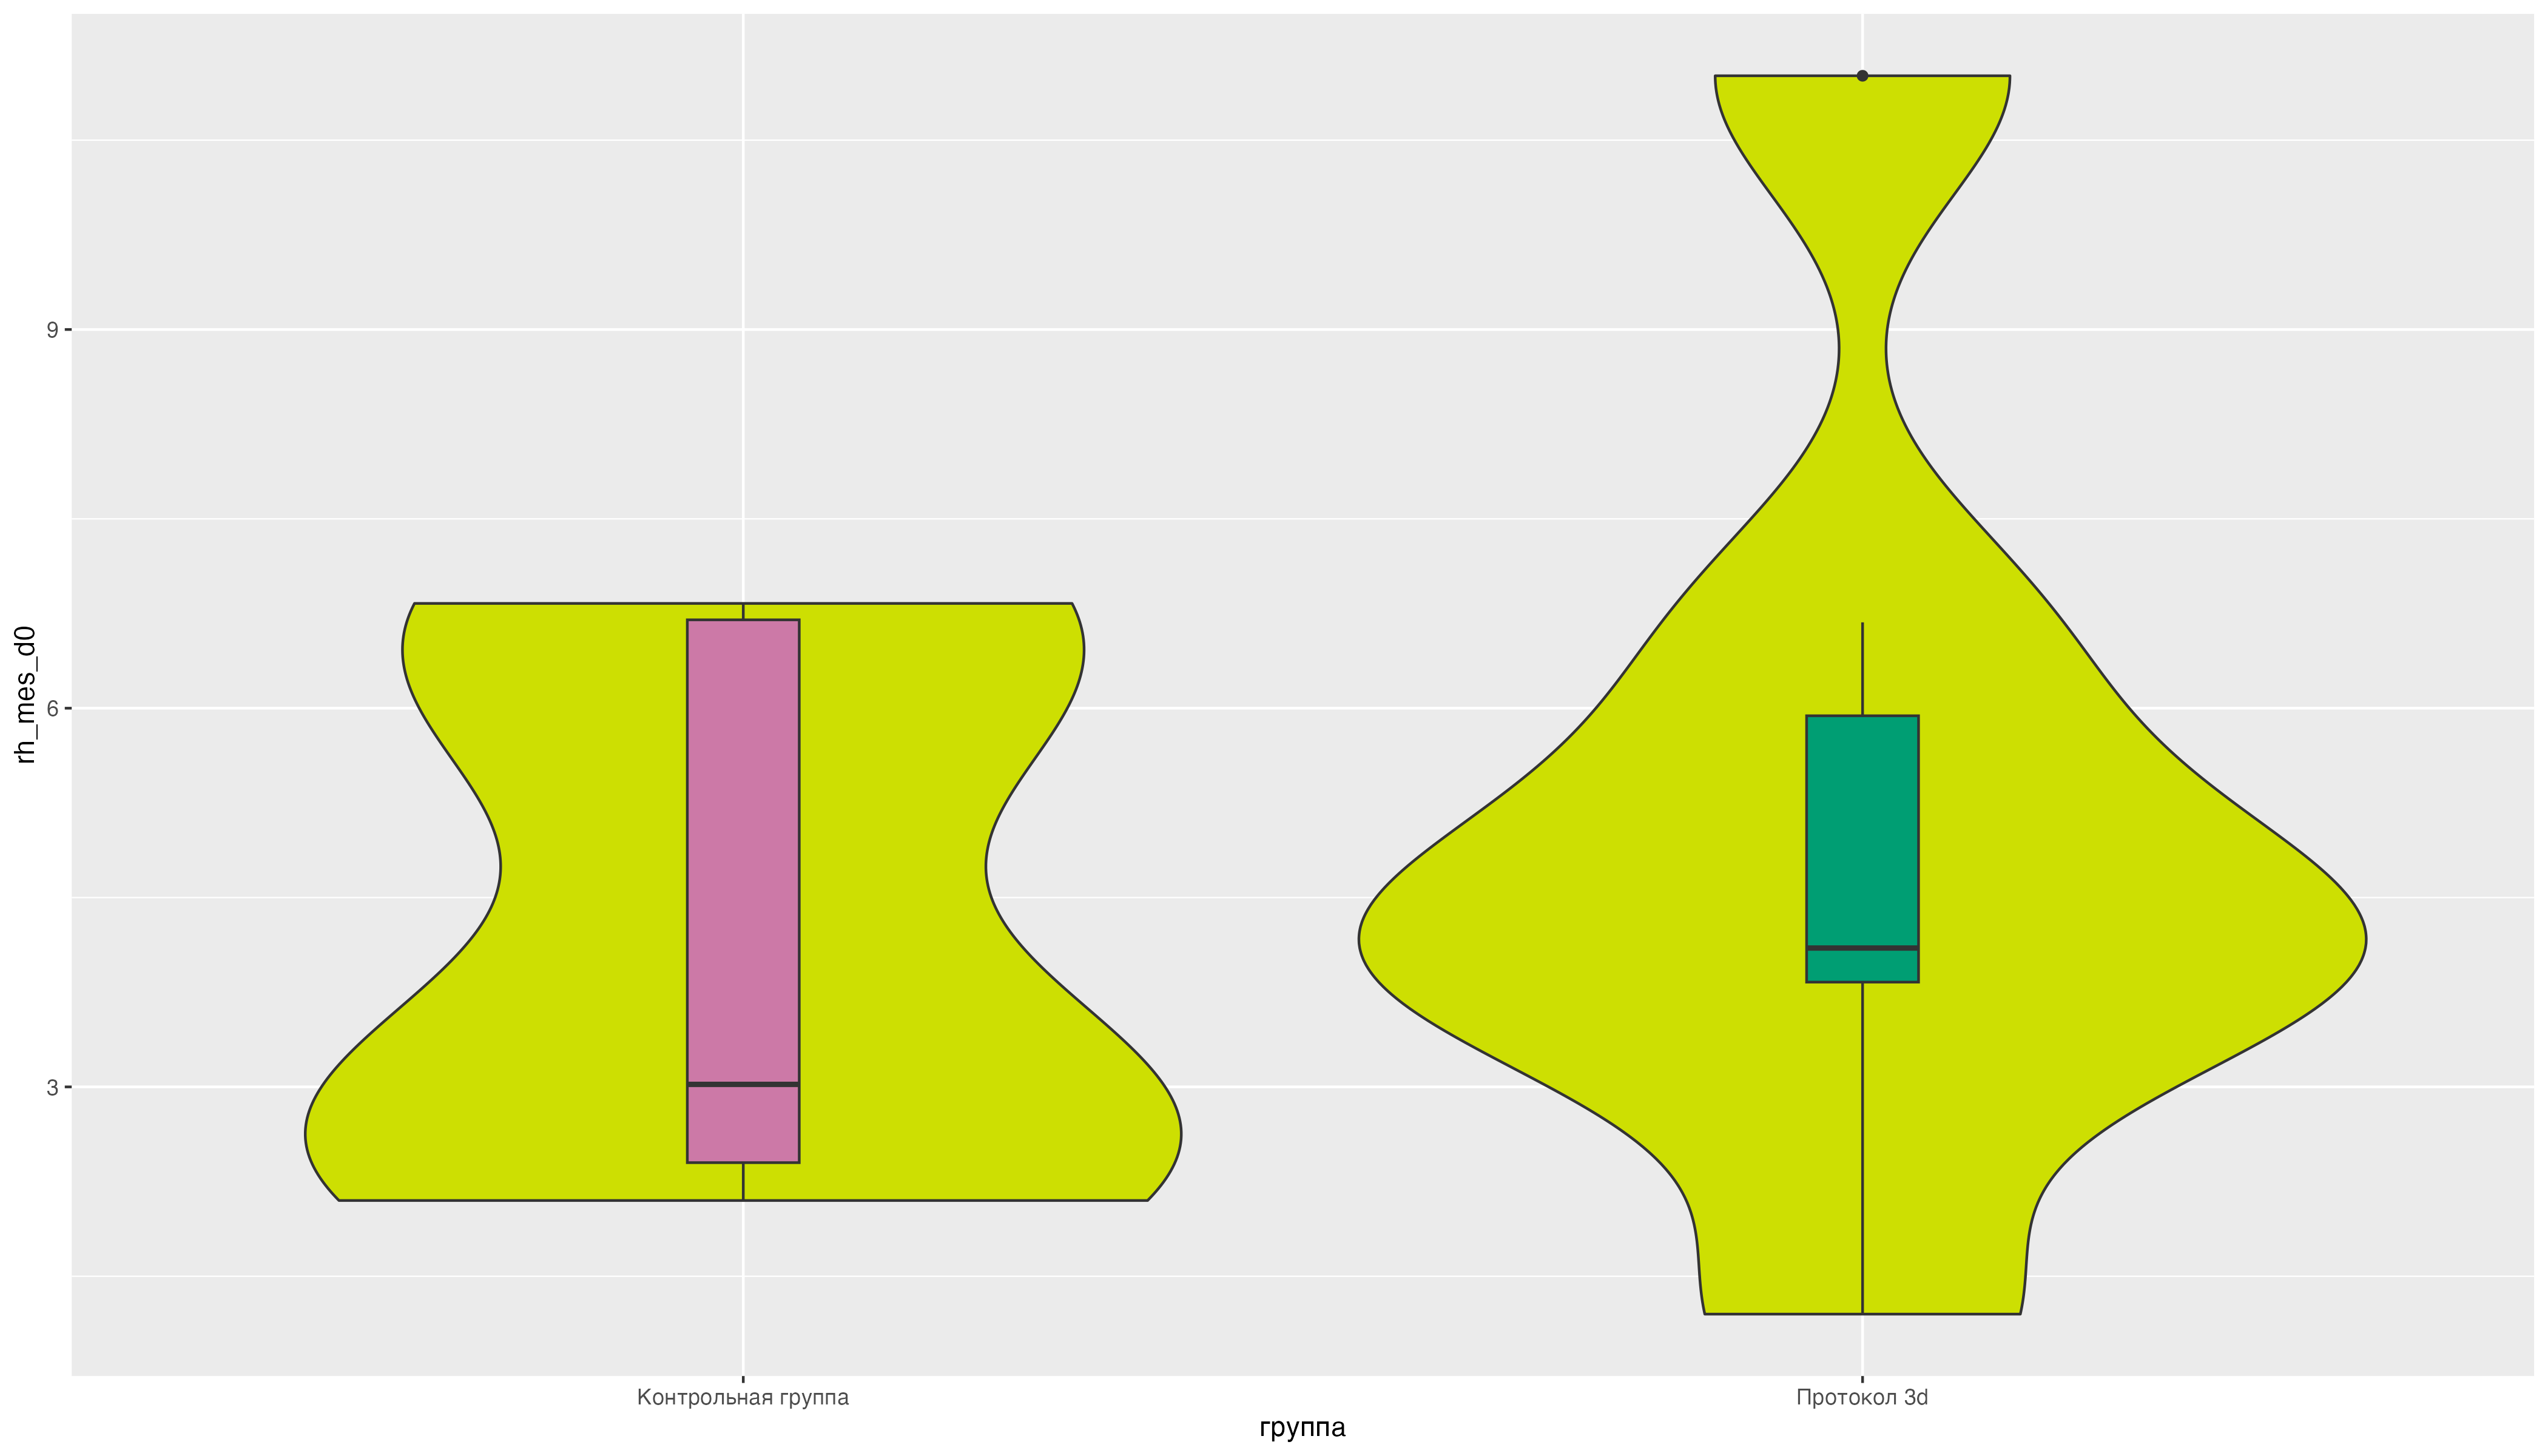 rh_mes_d0
9
6
3
Контрольная группа
Протокол 3d
группа